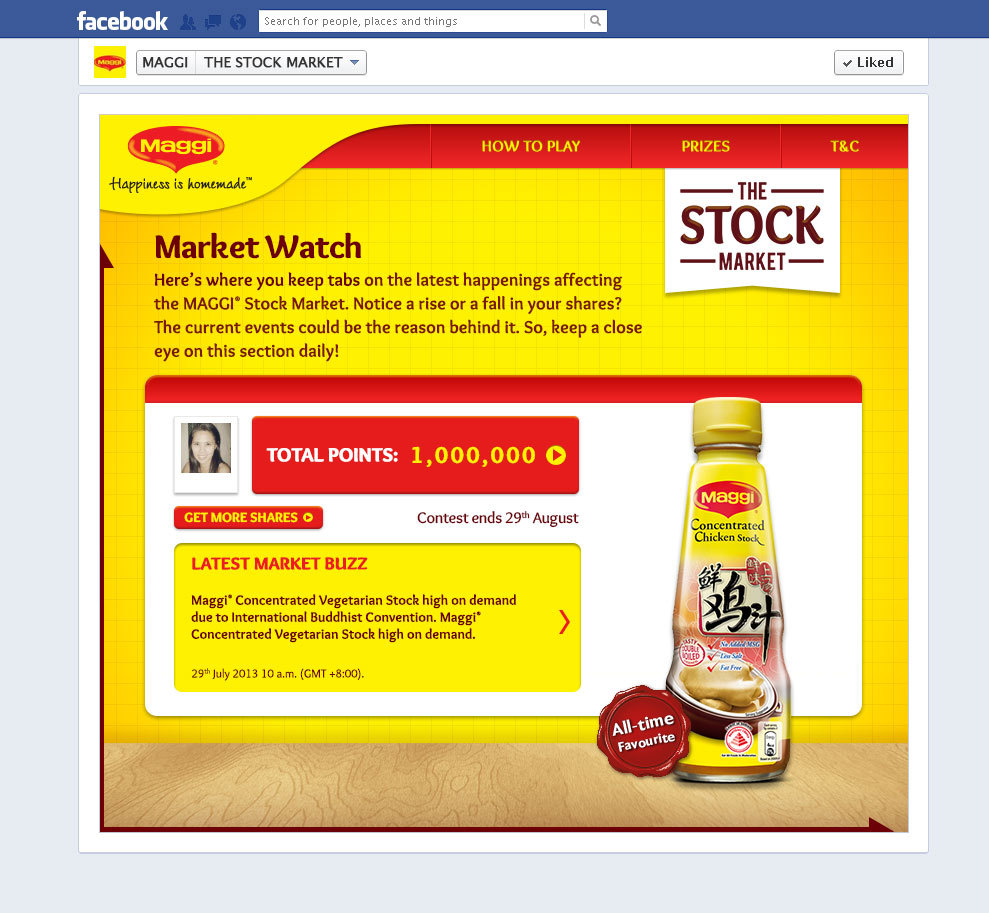 facebook
Search for people, places and things
MAGGI THE STOCK MARKET
Liked
Maggi
Maggi
Happiness is homemade™
HOW TO PLAY
PRIZES
T&C
THE
STOCK
MARKET
Market Watch
Here's where you keep tabs on the latest happenings affecting
the MAGGI® Stock Market. Notice a rise or a fall in your shares?
The current events could be the reason behind it. So, keep a close
eye on this section daily!
TOTAL POINTS: 1,000,000
GET MORE SHARES
Contest ends 29th August
LATEST MARKET BUZZ
Maggi® Concentrated Vegetarian Stock high on demand
due to International Buddhist Convention. Maggi®
Concentrated Vegetarian Stock high on demand.
29th July 2013 10 a.m. (GMT +8:00).
Maggi
Concentrated
Chicken Stock
鲜
鸡汁
TASTY
DOUBLE
BOILED
No Added MSG
Less Salt
Fat Free
All-time
Favourite